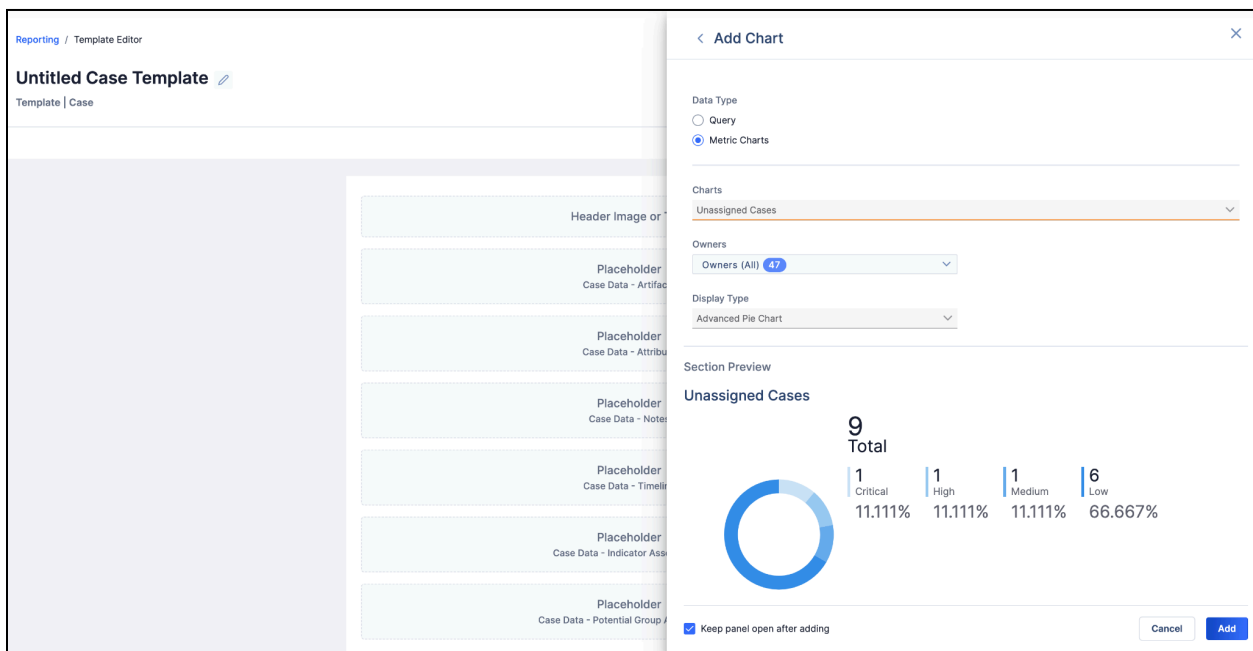 Reporting / Template Editor
Untitled Case Template
Template | Case
Header Image or
Placeholder
Case Data -
Placeholder
Case Data -
Placeholder
Case Data - Notes
Placeholder
Case Data -
Placeholder
Case Data - Indicator
Placeholder
Case Data - Potential Group
Add Chart
Data Type
Query
Metric Charts
Charts
Unassigned Cases
Owners
Owners (All) 47
Display Type
Advanced Pie Chart
Section Preview
Unassigned Cases
9
Total
1 1 1 6
Critical High Medium Low
11.111% 11.111% 11.111% 66.667%
Keep panel open after adding
Cancel Add